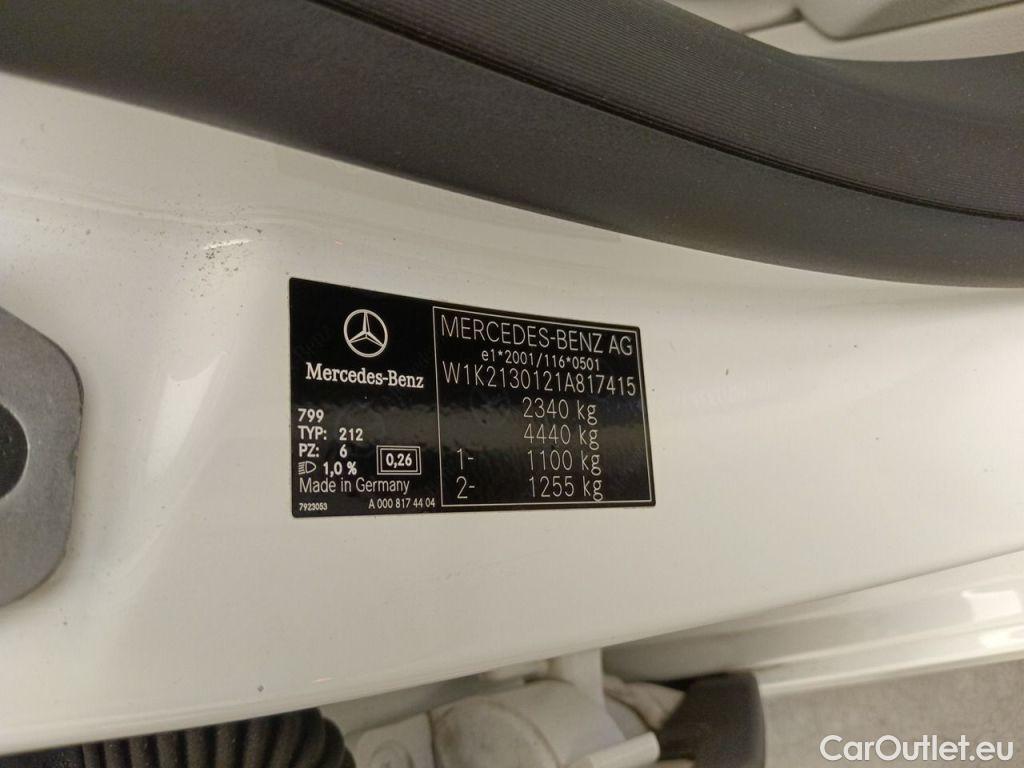 Mercedes-Benz
799
TYP: 212
PZ: 6
1,0 % 0,26
Made in Germany
7923053 A 000 817 44 04
MERCEDES-BENZ AG
e1*2001/116*0501
W1K2130121A817415
2340 kg
4440 kg
1- 1100 kg
2- 1255 kg
CarOutlet.eu